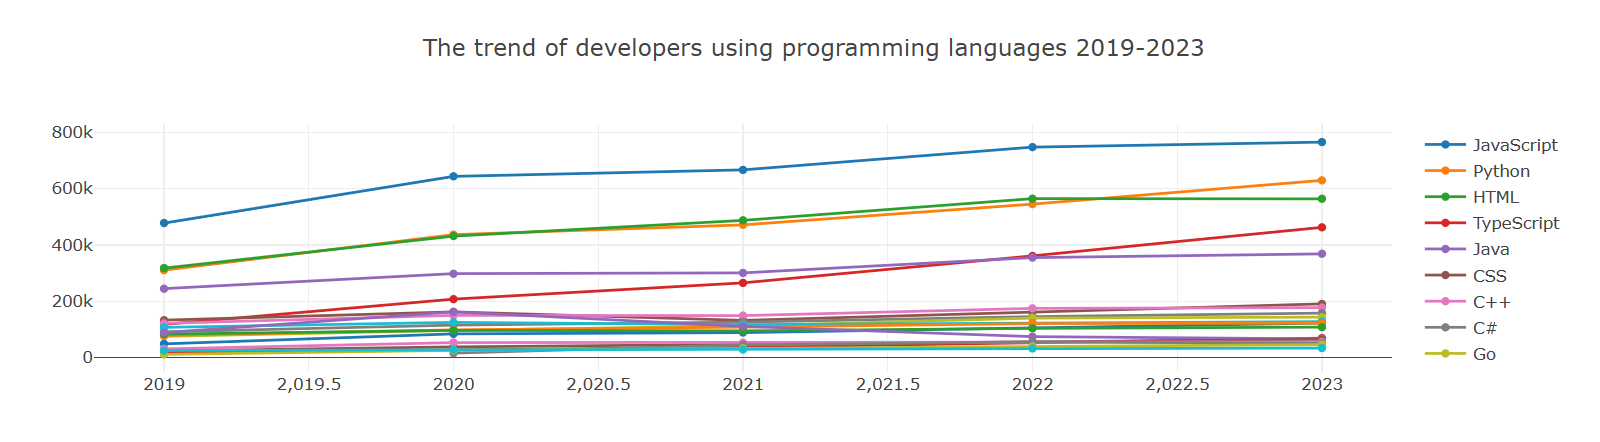 The trend of developers using programming languages 2019-2023
800k
600k
400k
200k
0
2019
2,019.5
2020
2,020.5
2021
2,021.5
2022
2,022.5
2023
JavaScript
Python
HTML
TypeScript
Java
CSS
C++
C#
Go